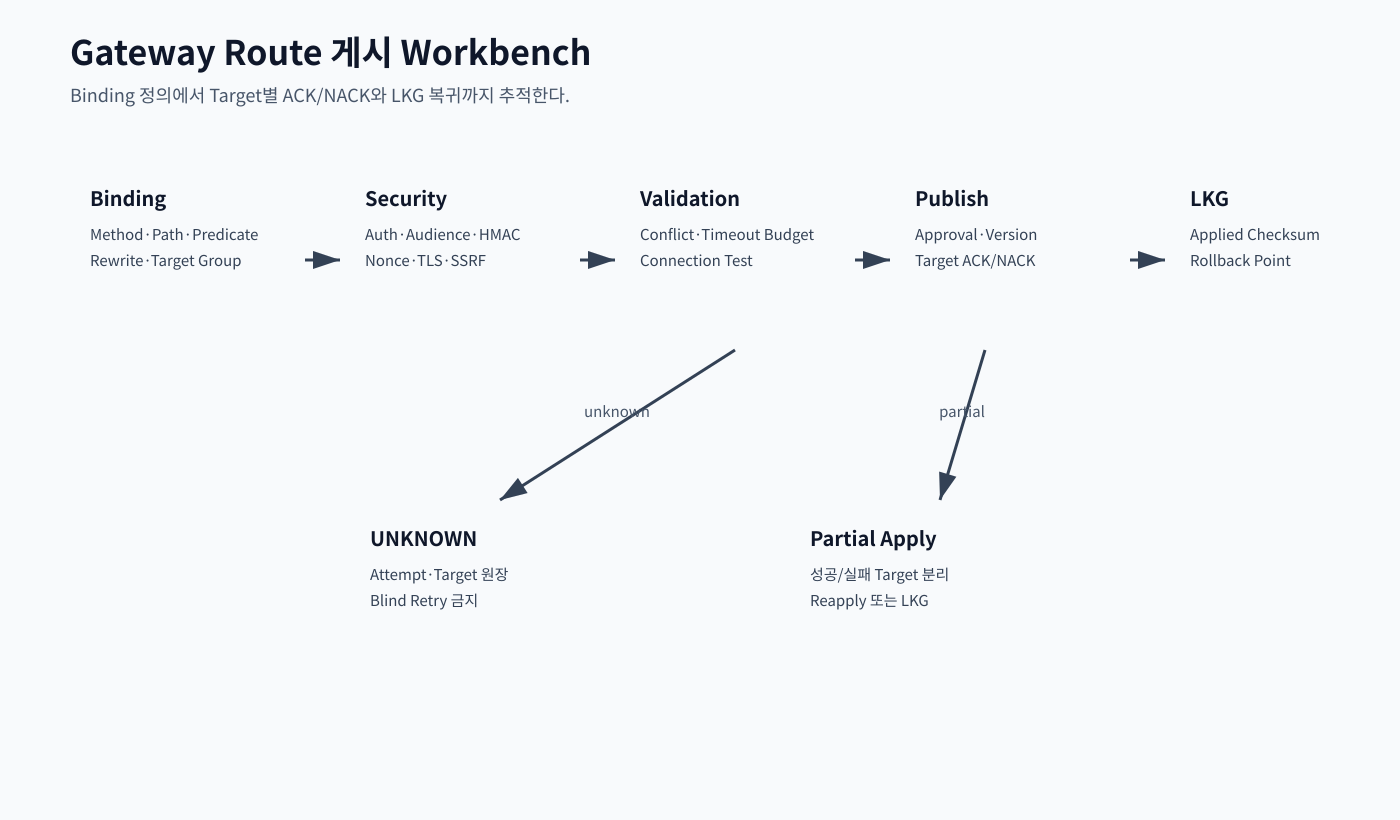 Gateway Route 게시 Workbench
Binding 정의에서 Target별 ACK/NACK와 LKG 복귀까지 추적한다.
Binding
Method·Path·Predicate
Rewrite·Target Group
Security
Auth·Audience·HMAC
Nonce·TLS·SSRF
Validation
Conflict·Timeout Budget
Connection Test
Publish
Approval·Version
Target ACK/NACK
LKG
Applied Checksum
Rollback Point
unknown
partial
UNKNOWN
Attempt·Target 원장
Blind Retry 금지
Partial Apply
성공/실패 Target 분리
Reapply 또는 LKG